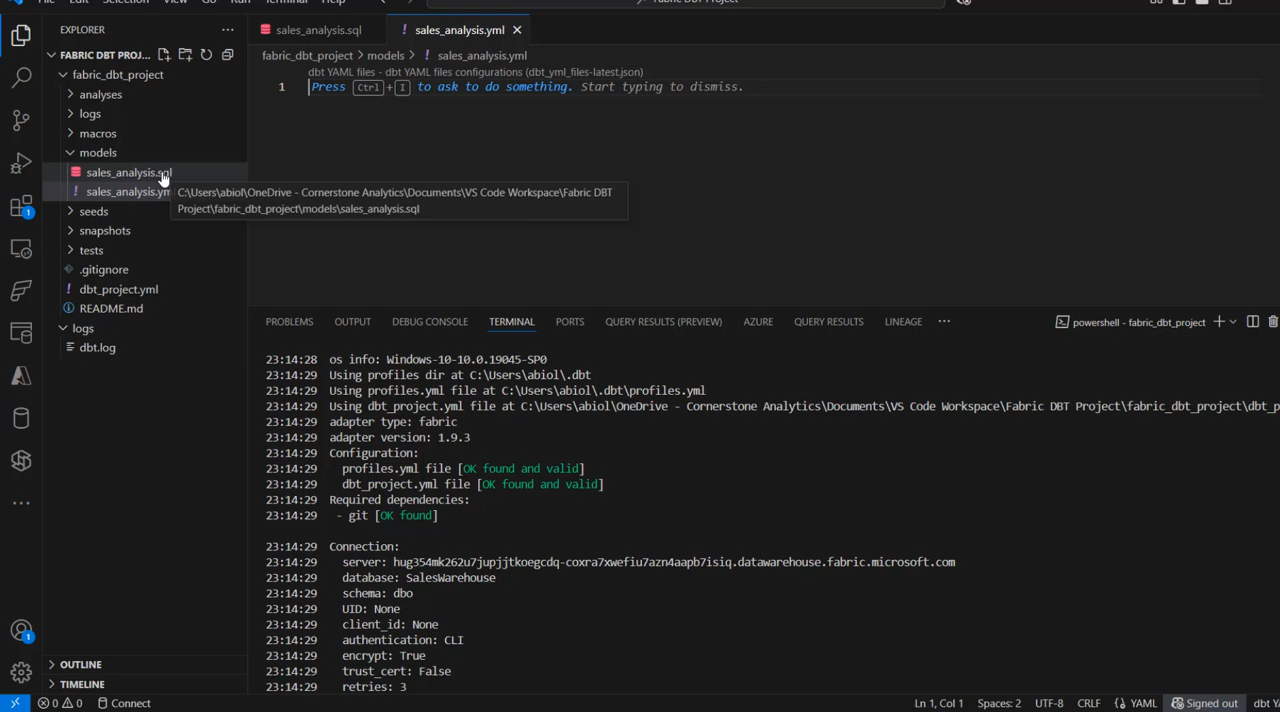 File Edit Selection View Go Run Terminal Help
Fabric DBT Project
EXPLORER
FABRIC DBT PROJ...
fabric_dbt_project
analyses
logs
macros
models
sales_analysis.sql
sales_analysis.ym
seeds
snapshots
tests
.gitignore
dbt_project.yml
README.md
logs
dbt.log
OUTLINE
TIMELINE
1
1
sales_analysis.sql
sales_analysis.yml
fabric_dbt_project > models > ! sales_analysis.yml
dbt YAML files - dbt YAML files configurations (dbt_yml_files-latest.json)
1 Press Ctrl+I to ask to do something. Start typing to dismiss.
C:\Users\abiol\OneDrive - Cornerstone Analytics\Documents\VS Code Workspace\Fabric DBT
Project\fabric_dbt_project\models\sales_analysis.sql
PROBLEMS OUTPUT DEBUG CONSOLE TERMINAL PORTS QUERY RESULTS (PREVIEW) AZURE QUERY RESULTS LINEAGE ... powershell - fabric_dbt_project
23:14:28 os info: Windows-10-10.0.19045-SP0
23:14:29 Using profiles dir at C:\Users\abiol\.dbt
23:14:29 Using profiles.yml file at C:\Users\abiol\.dbt\profiles.yml
23:14:29 Using dbt_project.yml file at C:\Users\abiol\OneDrive - Cornerstone Analytics\Documents\VS Code Workspace\Fabric DBT Project\fabric_dbt_project\dbt_p
23:14:29 adapter type: fabric
23:14:29 adapter version: 1.9.3
23:14:29 Configuration:
23:14:29 profiles.yml file [OK found and valid]
23:14:29 dbt_project.yml file [OK found and valid]
23:14:29 Required dependencies:
23:14:29 - git [OK found]
23:14:29 Connection:
23:14:29 server: hug354mk262u7jupjjtkoegcdq-coxra7xwefiu7azn4aapb7isiq.datawarehouse.fabric.microsoft.com
23:14:29 database: SalesWarehouse
23:14:29 schema: dbo
23:14:29 UID: None
23:14:29 client_id: None
23:14:29 authentication: CLI
23:14:29 encrypt: True
23:14:29 trust_cert: False
23:14:29 retries: 3
0 0 Connect Ln 1, Col 1 Spaces: 2 UTF-8 CRLF {} YAML Signed out dbt YA